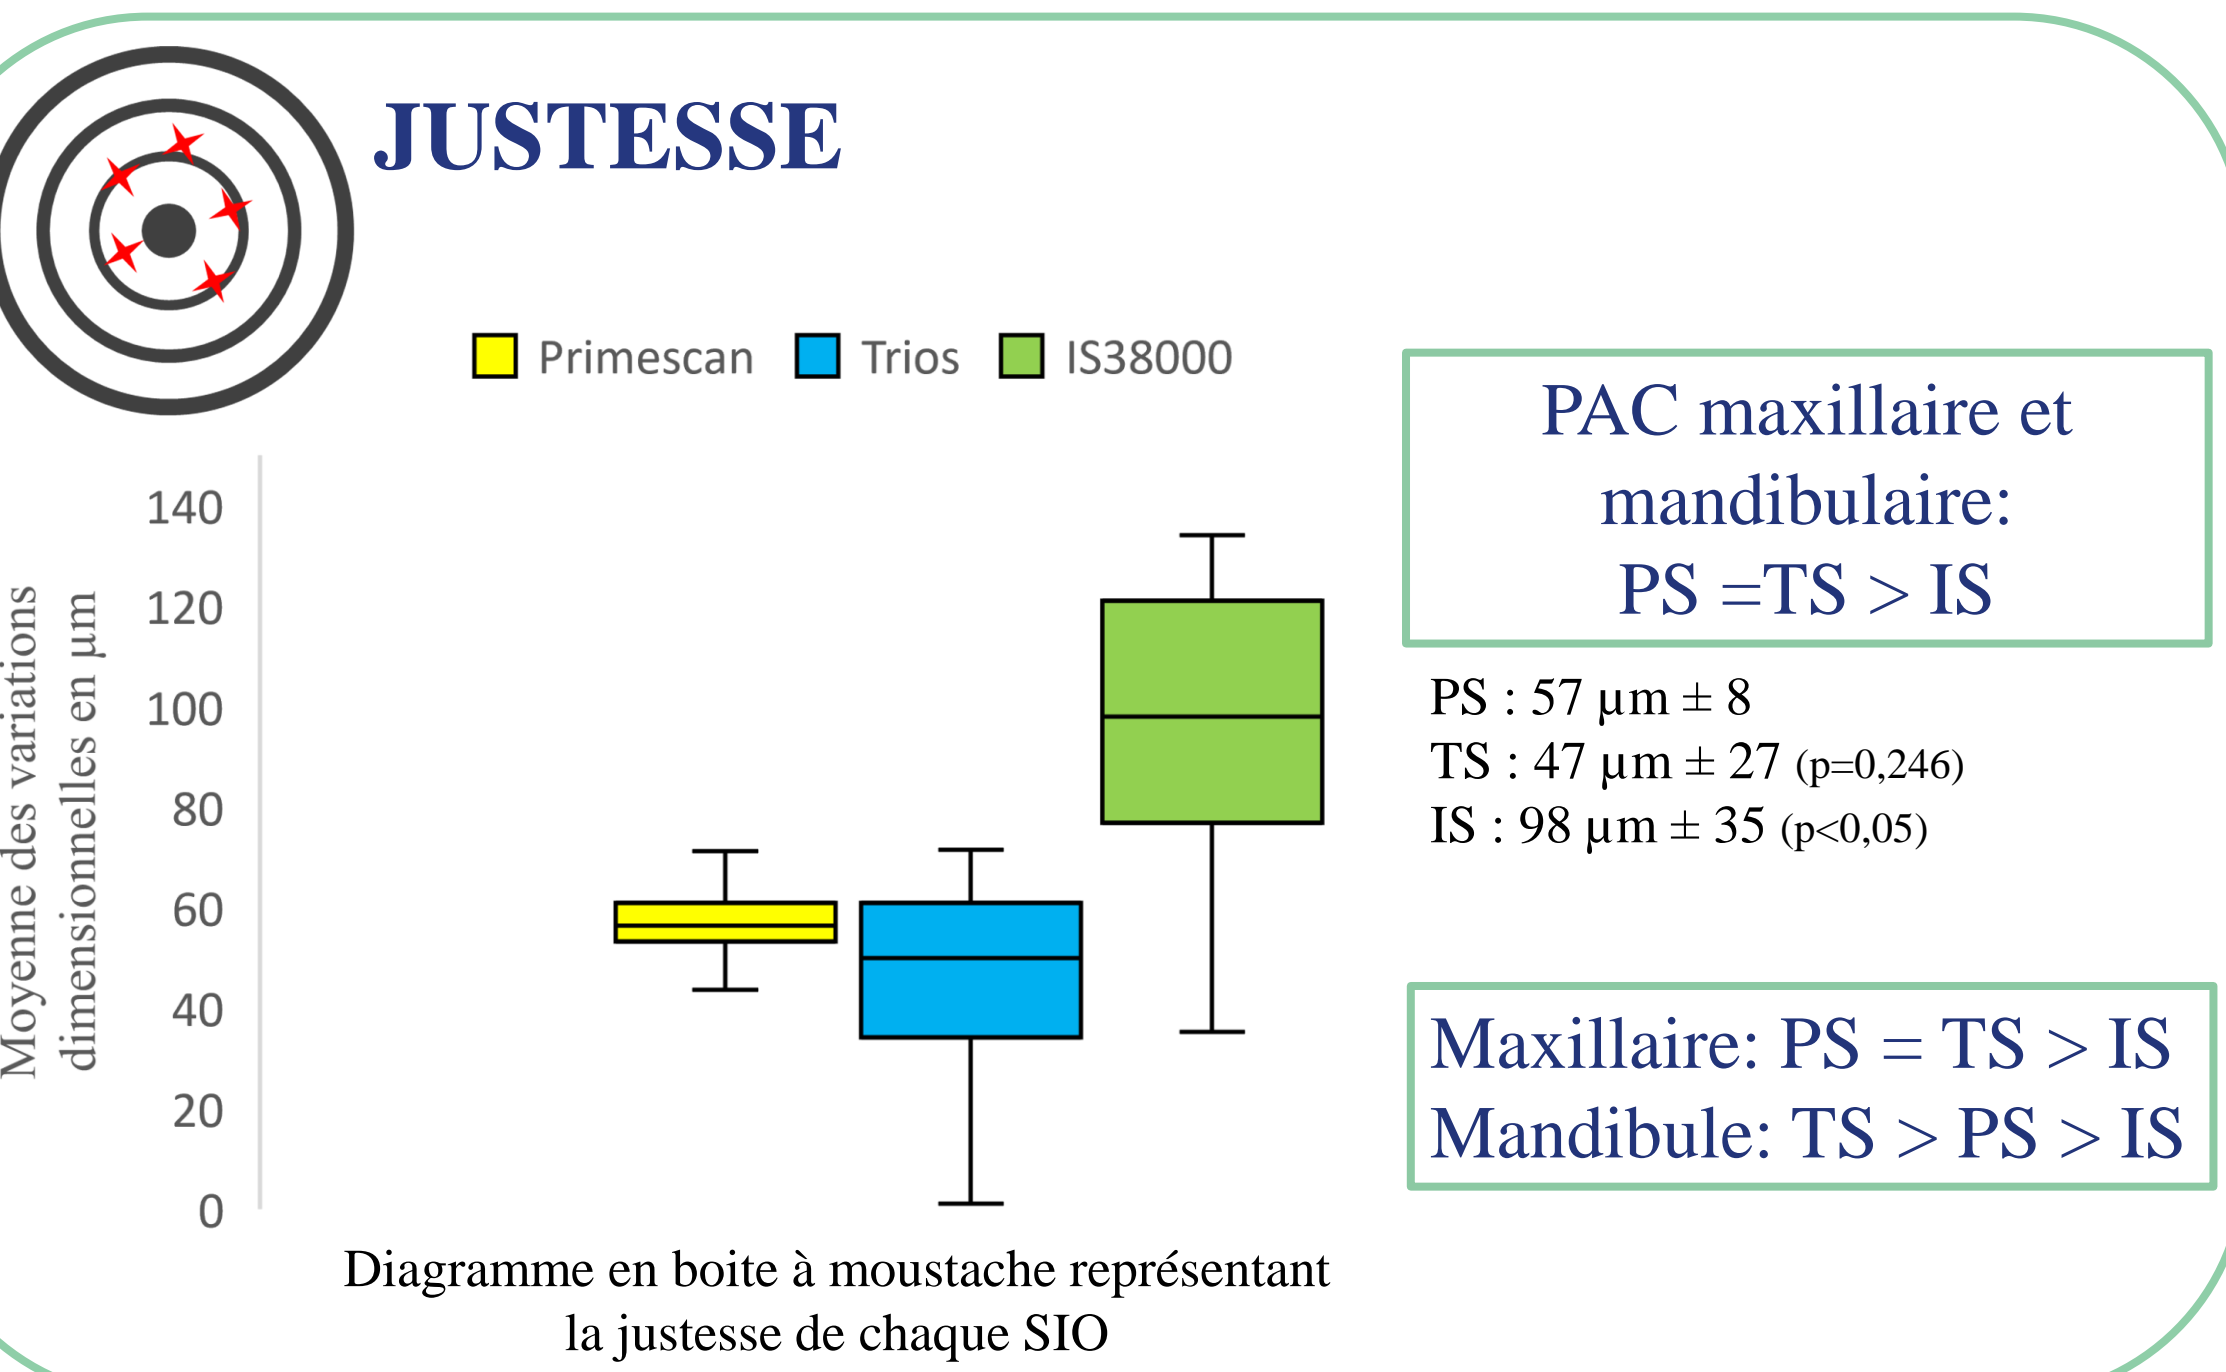 JUSTESSE
Primescan
Trios
IS38000
140
120
100
80
60
40
20
0
Moyenne des variations
dimensionnelles en µm
Diagramme en boite à moustache représentant
la justesse de chaque SIO
PAC maxillaire et
mandibulaire:
PS =TS > IS
PS : 57 µm ± 8
TS : 47 µm ± 27 (p=0,246)
IS : 98 µm ± 35 (p<0,05)
Maxillaire: PS = TS > IS
Mandibule: TS > PS > IS